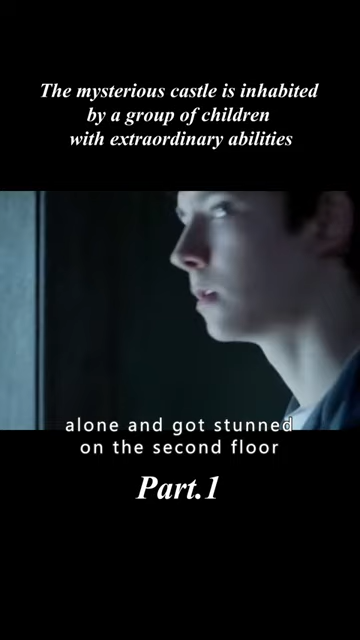 The mysterious castle is inhabited
by a group of children
with extraordinary abilities
alone and got stunned
on the second floor
Part.1